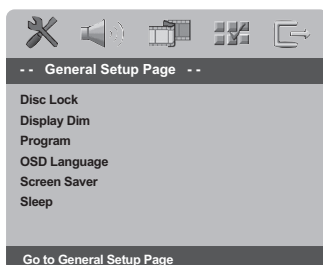 -- General Setup Page --
Disc Lock
Display Dim
Program
OSD Language
Screen Saver
Sleep
Go to General Setup Page